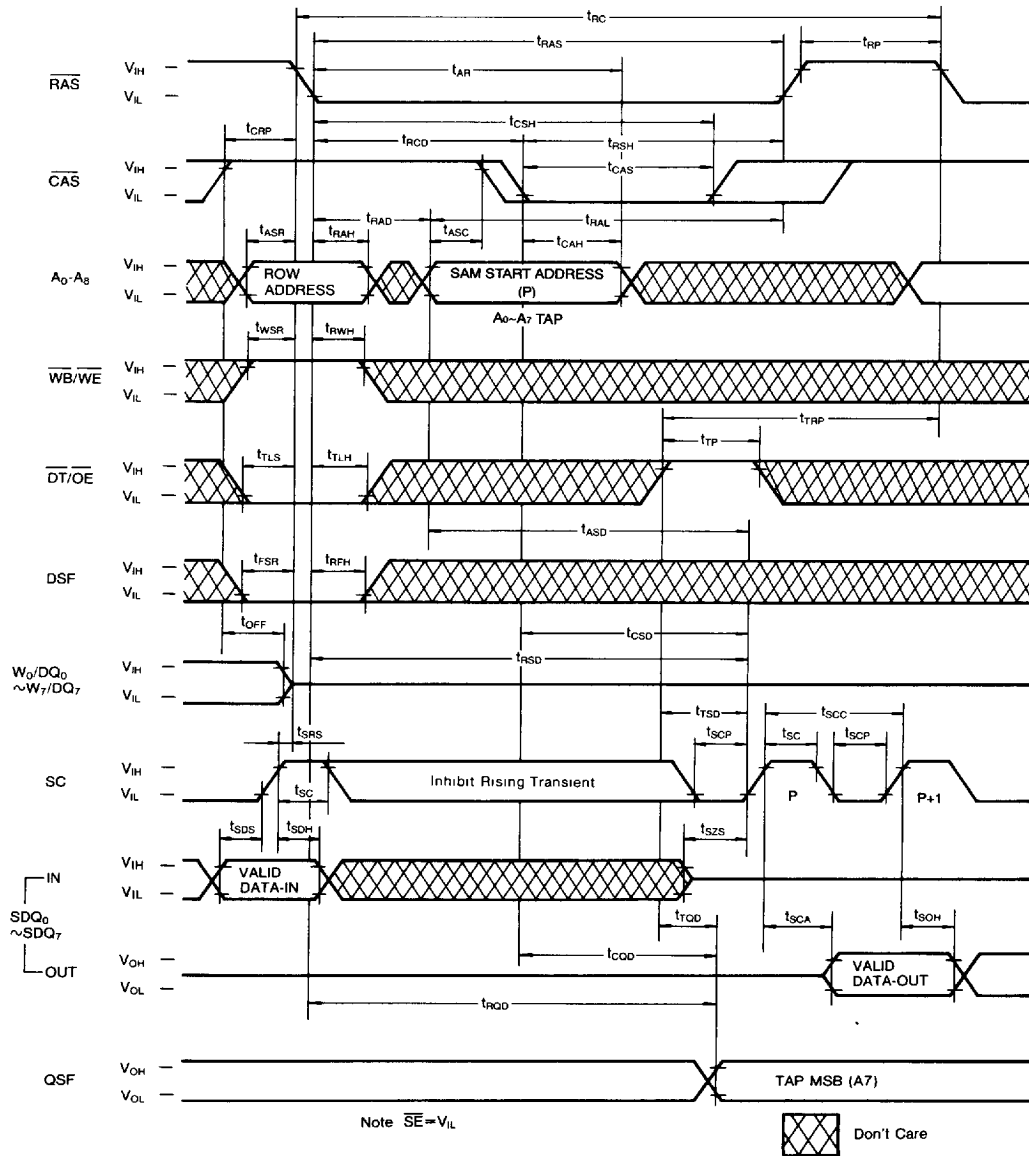 tRC
tRAS
tRP
tAR
RAS
VIH
VIL
tCSH
tCRP
tRCD
tRSH
tCAS
CAS
VIH
VIL
tRAD
tRAL
tASR
tRAH
tASC
tCAH
A0-A8
VIH
VIL
ROW
ADDRESS
SAM START ADDRESS
(P)
A0~A7 TAP
tWSR
tRWH
WB/WE
VIH
VIL
tTRP
tTP
DT/OE
VIH
VIL
tTLS
tTLH
tASD
DSF
VIH
VIL
tFSR
tRFH
tOFF
tCSD
tRSD
W0/DQ0
~W7/DQ7
VIH
VIL
tTSD
tSCC
tSRS
tSCP
tSC
tSCP
SC
VIH
VIL
tSC
Inhibit Rising Transient
P
P+1
tSDS
tSDH
tSZS
IN
VIH
VIL
VALID
DATA-IN
SDQ0
~SDQ7
tTQD
tSCA
tSOH
tCQD
OUT
VOH
VOL
VALID
DATA-OUT
tRQD
QSF
VOH
VOL
TAP MSB (A7)
Note SE=VIL
Don't Care